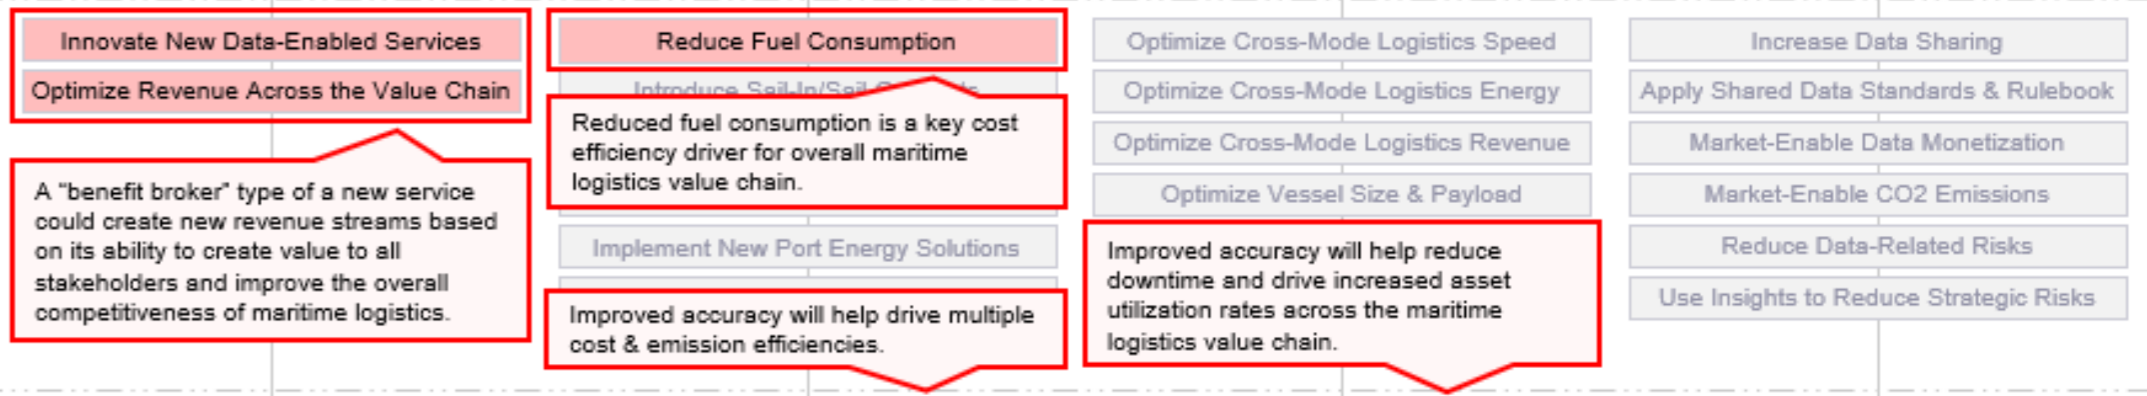 Innovate New Data-Enabled Services
Optimize Revenue Across the Value Chain
A "benefit broker" type of a new service
could create new revenue streams based
on its ability to create value to all
stakeholders and improve the overall
competitiveness of maritime logistics.
Reduce Fuel Consumption
Introduce Sail-In/Sail
Reduced fuel consumption is a key cost
efficiency driver for overall maritime
logistics value chain.
Implement New Port Energy Solutions
Improved accuracy will help drive multiple
cost & emission efficiencies.
Optimize Cross-Mode Logistics Speed
Optimize Cross-Mode Logistics Energy
Optimize Cross-Mode Logistics Revenue
Optimize Vessel Size & Payload
Improved accuracy will help reduce
downtime and drive increased asset
utilization rates across the maritime
logistics value chain.
Increase Data Sharing
Apply Shared Data Standards & Rulebook
Market-Enable Data Monetization
Market-Enable CO2 Emissions
Reduce Data-Related Risks
Use Insights to Reduce Strategic Risks